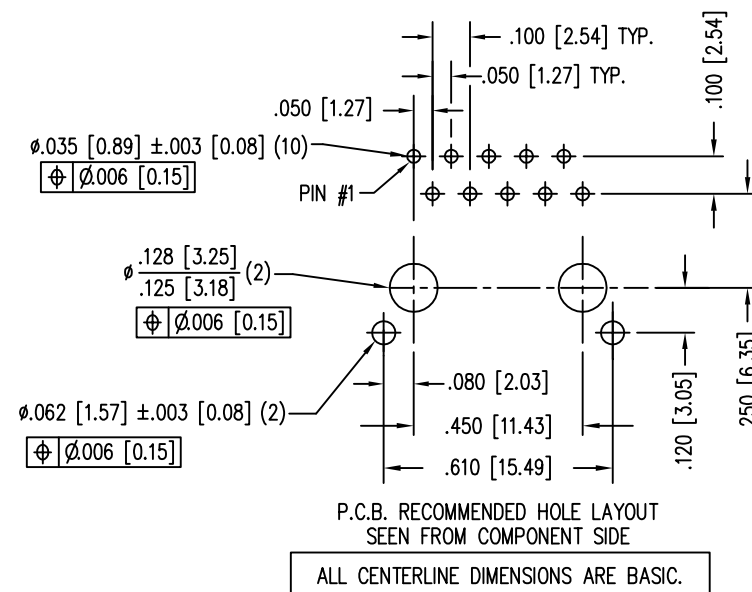 .100 [2.54] TYP.
.050 [1.27] TYP.
.100 [2.54]
.050 [1.27]
ø.035 [0.89] ±.003 [0.08] (10)
⌖ Ø.006 [0.15]
PIN #1
ø .128 [3.25]
.125 [3.18] (2)
⌖ Ø.006 [0.15]
.080 [2.03]
ø.062 [1.57] ±.003 [0.08] (2)
.450 [11.43]
.120 [3.05]
.250 [6.35]
⌖ Ø.006 [0.15]
.610 [15.49]
P.C.B. RECOMMENDED HOLE LAYOUT
SEEN FROM COMPONENT SIDE
ALL CENTERLINE DIMENSIONS ARE BASIC.